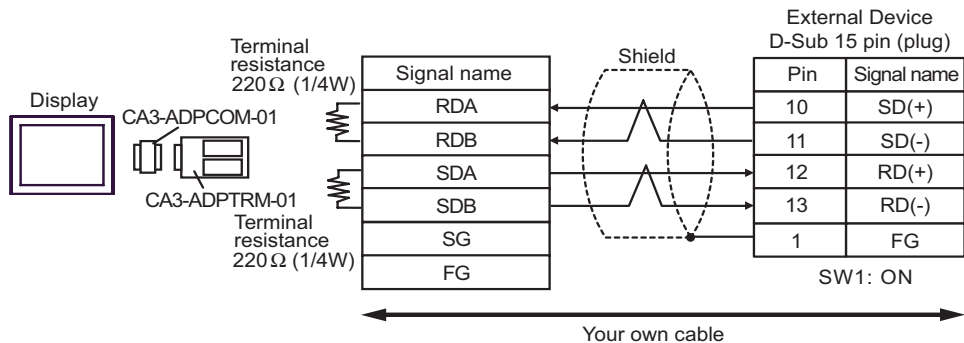 External Device
D-Sub 15 pin (plug)
Terminal
resistance
220Ω (1/4W)
Shield
Display
CA3-ADPCOM-01
CA3-ADPTRM-01
Terminal
resistance
220Ω (1/4W)
Signal name
RDA
RDB
SDA
SDB
SG
FG
Pin Signal name
10 SD(+)
11 SD(-)
12 RD(+)
13 RD(-)
1 FG
SW1: ON
Your own cable